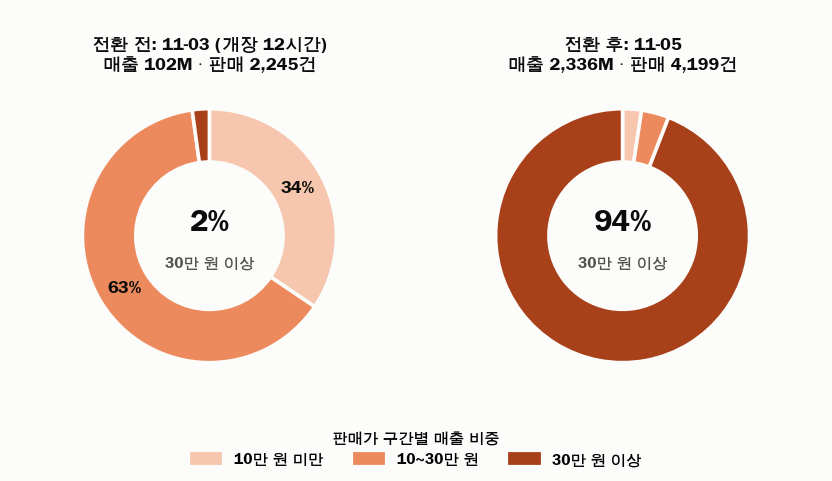 전환 전: 11-03 (개장 12시간)
매출 102M · 판매 2,245건
전환 후: 11-05
매출 2,336M · 판매 4,199건
34%
63%
2%
30만 원 이상
94%
30만 원 이상
판매가 구간별 매출 비중
10만 원 미만
10~30만 원
30만 원 이상